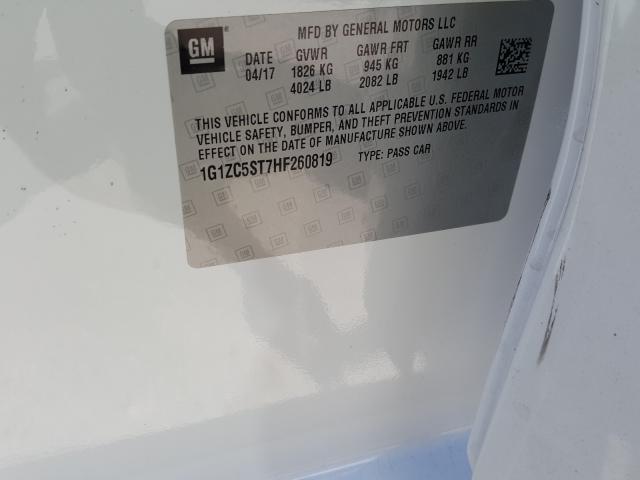 GM
MFD BY GENERAL MOTORS LLC
DATE GVWR GAWR FRT GAWR RR
04/17 1826 KG 945 KG 881 KG
4024 LB 2082 LB 1942 LB
THIS VEHICLE CONFORMS TO ALL APPLICABLE U.S. FEDERAL MOTOR
VEHICLE SAFETY, BUMPER, AND THEFT PREVENTION STANDARDS IN
EFFECT ON THE DATE OF MANUFACTURE SHOWN ABOVE.
1G1ZC5ST7HF260819 TYPE: PASS CAR